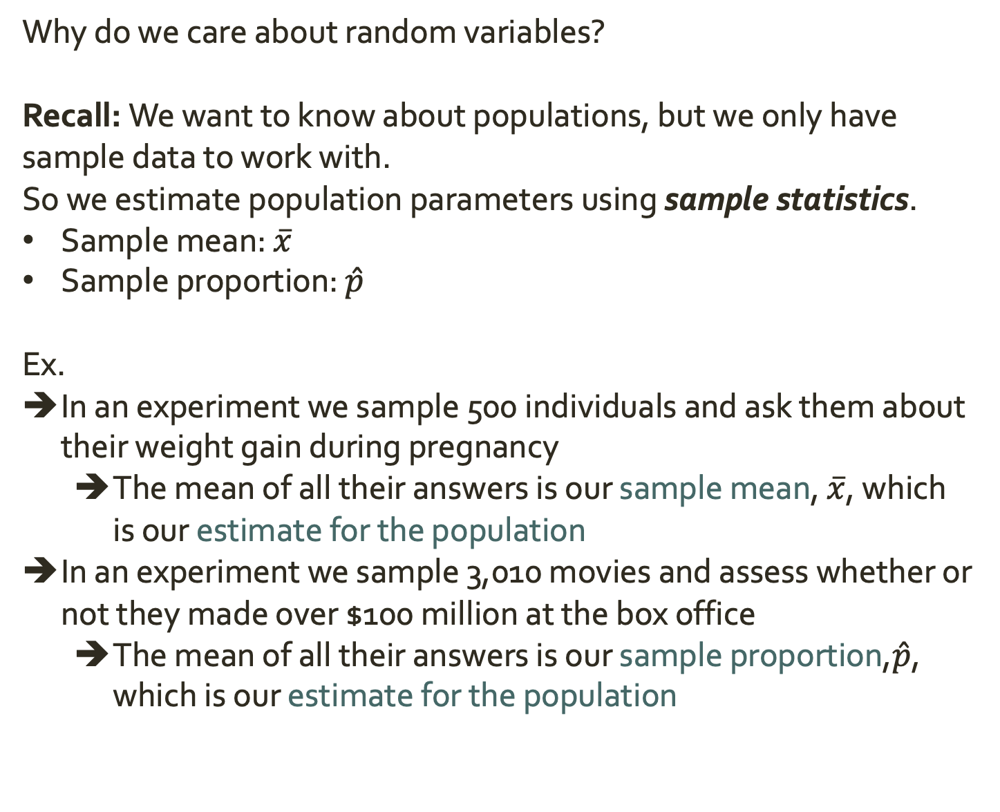 Why do we care about random variables?
Recall: We want to know about populations, but we only have
sample data to work with.
So we estimate population parameters using sample statistics.
• Sample mean: x̄
• Sample proportion: p̂
Ex.
➔ In an experiment we sample 500 individuals and ask them about
their weight gain during pregnancy
➔ The mean of all their answers is our sample mean, x̄, which
is our estimate for the population
➔ In an experiment we sample 3,010 movies and assess whether or
not they made over $100 million at the box office
➔ The mean of all their answers is our sample proportion,p̂,
which is our estimate for the population